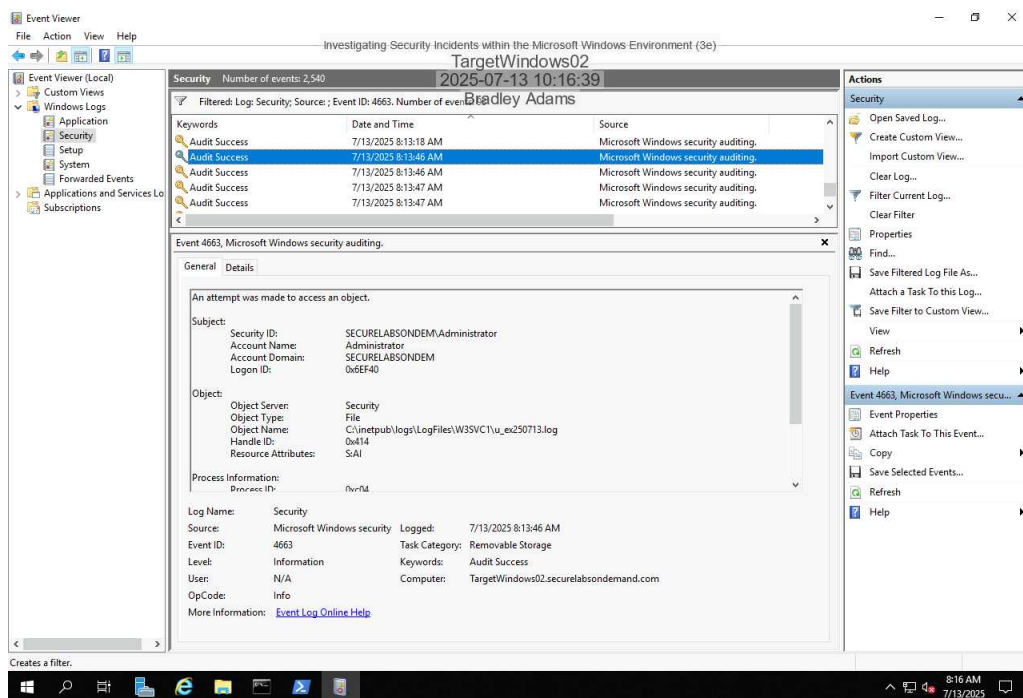 Event Viewer
File Action View Help
Investigating Security Incidents within the Microsoft Windows Environment (3e)
TargetWindows02
2025-07-13 10:16:39
Bradley Adams
Event Viewer (Local)
Custom Views
Windows Logs
Application
Security
Setup
System
Forwarded Events
Applications and Services Lo
Subscriptions
Security Number of events: 2,540
Filtered: Log: Security; Source: ; Event ID: 4663. Number of
Keywords Date and Time Source
Audit Success 7/13/2025 8:13:18 AM Microsoft Windows security auditing.
Audit Success 7/13/2025 8:13:46 AM Microsoft Windows security auditing.
Audit Success 7/13/2025 8:13:46 AM Microsoft Windows security auditing.
Audit Success 7/13/2025 8:13:47 AM Microsoft Windows security auditing.
Audit Success 7/13/2025 8:13:47 AM Microsoft Windows security auditing.
Event 4663, Microsoft Windows security auditing.
General Details
An attempt was made to access an object.
Subject:
Security ID: SECURELABSONDEM\Administrator
Account Name: Administrator
Account Domain: SECURELABSONDEM
Logon ID: 0x6EF40
Object:
Object Server: Security
Object Type: File
Object Name: C:\inetpub\logs\LogFiles\W3SVC1\u_ex250713.log
Handle ID: 0x414
Resource Attributes: S:AI
Process Information:
Process ID: 0xc04
Log Name: Security
Source: Microsoft Windows security Logged: 7/13/2025 8:13:46 AM
Event ID: 4663 Task Category: Removable Storage
Level: Information Keywords: Audit Success
User: N/A Computer: TargetWindows02.securelabsondemand.com
OpCode: Info
More Information: Event Log Online Help
Actions
Security
Open Saved Log...
Create Custom View...
Import Custom View...
Clear Log...
Filter Current Log...
Clear Filter
Properties
Find...
Save Filtered Log File As...
Attach a Task To this Log...
Save Filter to Custom View...
View
Refresh
Help
Event 4663, Microsoft Windows secu...
Event Properties
Attach Task To This Event...
Copy
Save Selected Events...
Refresh
Help
Creates a filter.
8:16 AM
7/13/2025